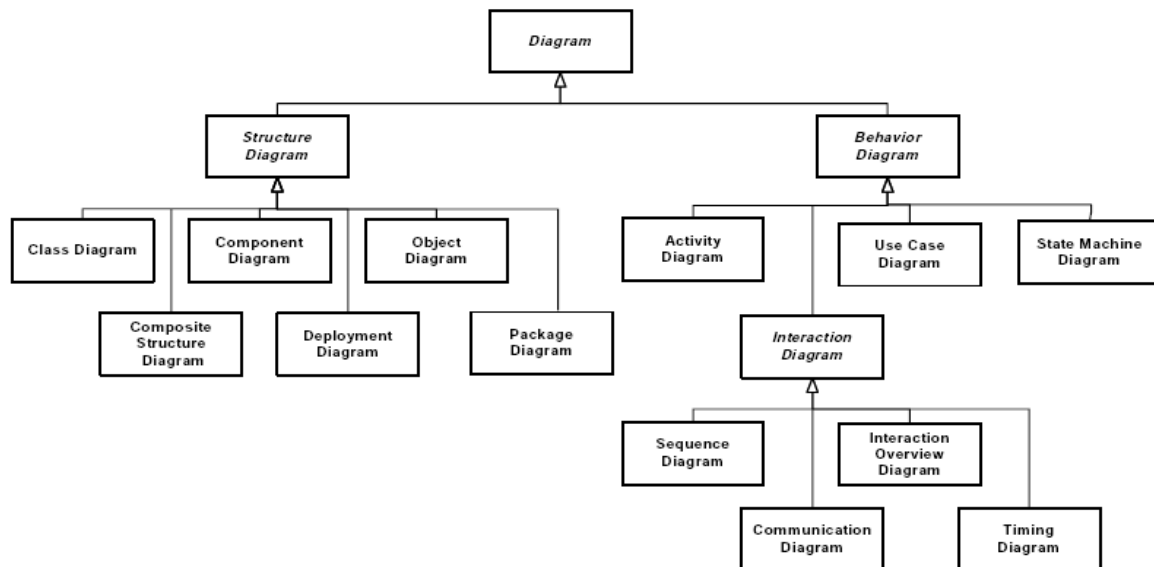 Diagram
Structure
Diagram
Behavior
Diagram
Class Diagram
Component
Diagram
Object
Diagram
Activity
Diagram
Use Case
Diagram
State Machine
Diagram
Composite
Structure
Diagram
Deployment
Diagram
Package
Diagram
Interaction
Diagram
Sequence
Diagram
Interaction
Overview
Diagram
Communication
Diagram
Timing
Diagram